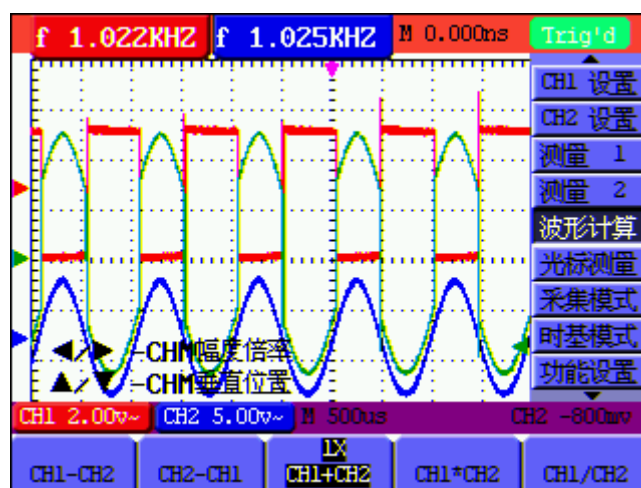 f 1.022KHZ f 1.025KHZ M 0.000ns Trig'd
CH1 设置
CH2 设置
测量 1
测量 2
波形计算
光标测量
采集模式
时基模式
功能设置
◀/▶ -CHM幅度倍率
▲/▼ -CHM垂直位置
CH1 2.00v~ CH2 5.00v~ M 500us CH2 -800mv
CH1-CH2 CH2-CH1 1X CH1+CH2 CH1*CH2 CH1/CH2